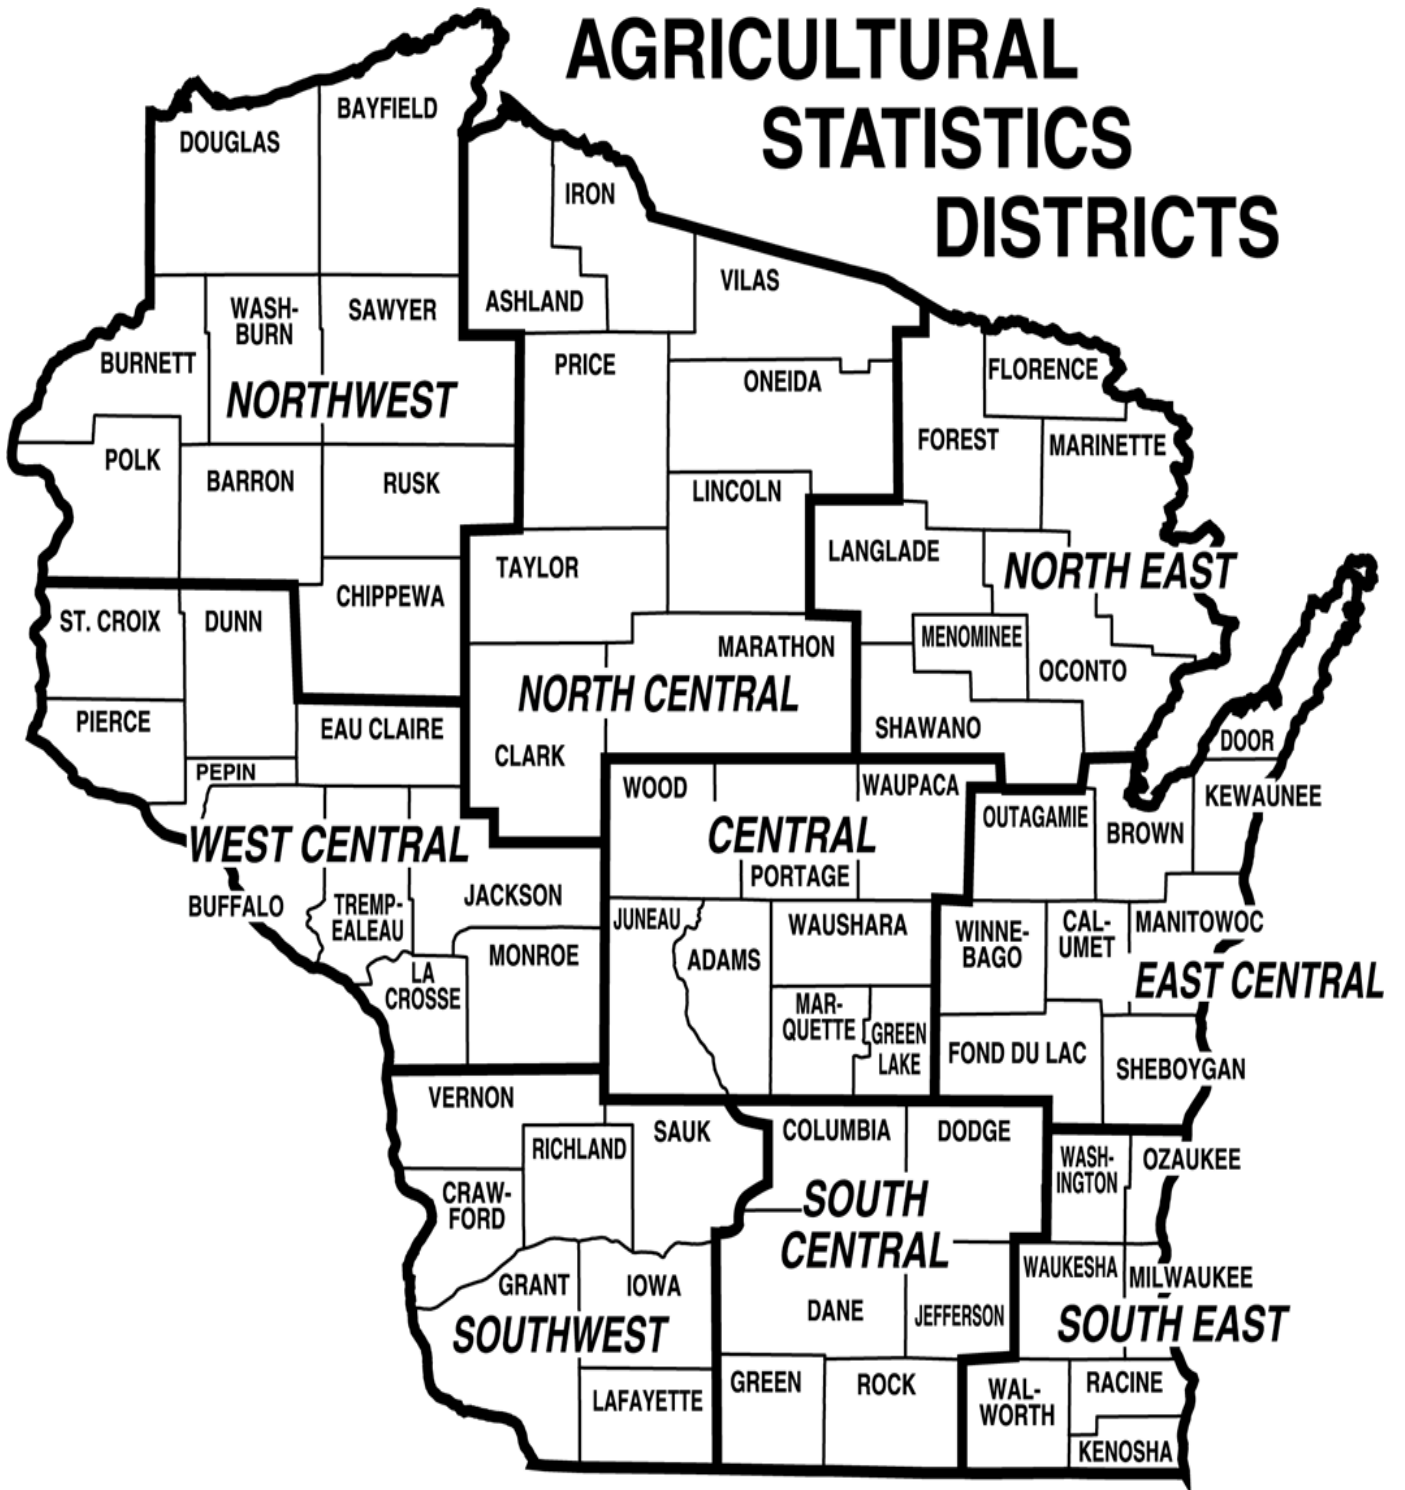 AGRICULTURAL
STATISTICS
DISTRICTS
BAYFIELD
DOUGLAS
IRON
VILAS
ASHLAND
WASH-
BURN
SAWYER
BURNETT
PRICE
FLORENCE
ONEIDA
NORTHWEST
FOREST
MARINETTE
POLK
BARRON
RUSK
LINCOLN
LANGLADE
TAYLOR
NORTH EAST
CHIPPEWA
ST. CROIX
DUNN
MENOMINEE
MARATHON
OCONTO
NORTH CENTRAL
PIERCE
EAU CLAIRE
SHAWANO
DOOR
CLARK
PEPIN
WOOD
WAUPACA
KEWAUNEE
OUTAGAMIE
BROWN
WEST CENTRAL
CENTRAL
PORTAGE
JACKSON
BUFFALO
TREMP-
EALEAU
JUNEAU
WAUSHARA
WINNE-
BAGO
CAL-
UMET
MANITOWOC
MONROE
ADAMS
LA
CROSSE
EAST CENTRAL
MAR-
QUETTE
GREEN
LAKE
FOND DU LAC
SHEBOYGAN
VERNON
SAUK
COLUMBIA
DODGE
RICHLAND
WASH-
INGTON
OZAUKEE
CRAW-
FORD
SOUTH
CENTRAL
GRANT
IOWA
WAUKESHA
MILWAUKEE
DANE
JEFFERSON
SOUTHWEST
SOUTH EAST
LAFAYETTE
GREEN
ROCK
WAL-
WORTH
RACINE
KENOSHA